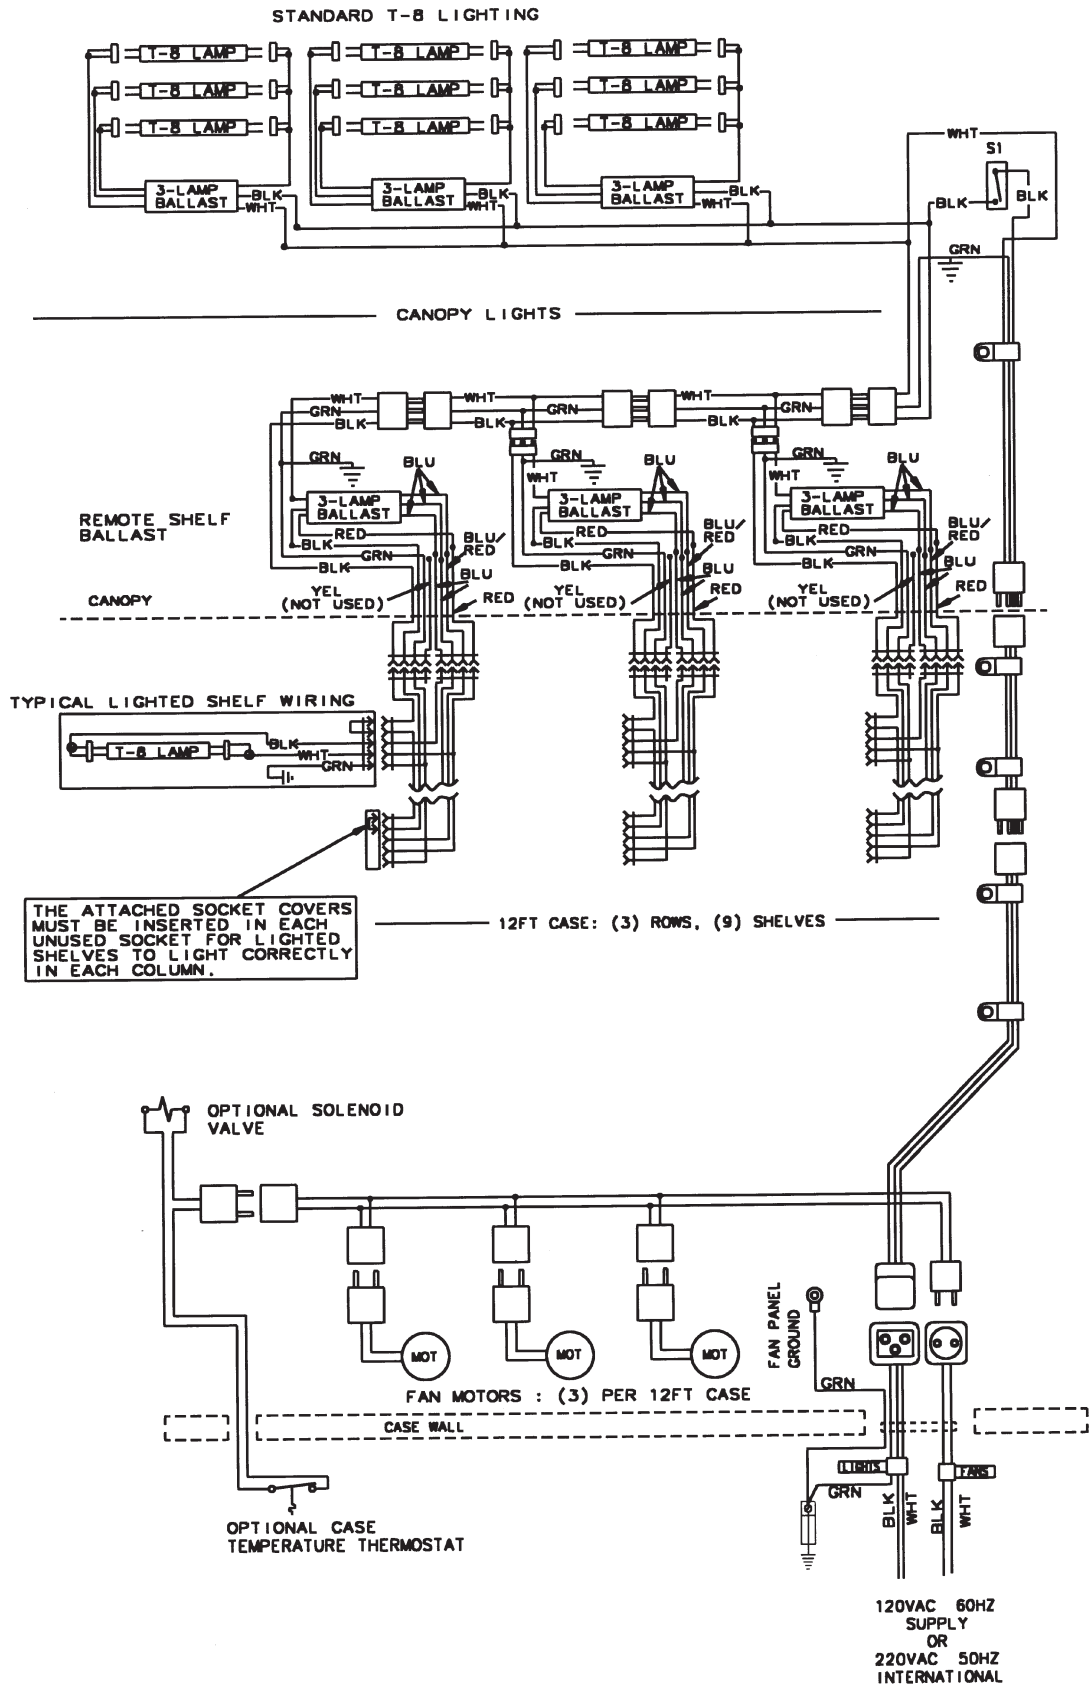 STANDARD T-8 LIGHTING
T-8 LAMP T-8 LAMP T-8 LAMP
T-8 LAMP T-8 LAMP T-8 LAMP
T-8 LAMP T-8 LAMP T-8 LAMP
WHT
S1
3-LAMP
BALLAST
BLK
WHT
3-LAMP
BALLAST
BLK
WHT
3-LAMP
BALLAST
BLK
WHT
BLK
BLK
GRN
CANOPY LIGHTS
WHT
GRN
BLK
WHT
GRN
BLK
WHT
GRN
BLK
REMOTE SHELF
BALLAST
GRN
BLU
3-LAMP
BALLAST
RED
BLK
GRN
BLK
BLU/
RED
BLU
YEL
(NOT USED)
RED
GRN
WHT
BLU
3-LAMP
BALLAST
RED
BLK
GRN
BLK
BLU/
RED
BLU
YEL
(NOT USED)
RED
GRN
WHT
BLU
3-LAMP
BALLAST
RED
BLK
GRN
BLK
BLU/
RED
BLU
YEL
(NOT USED)
RED
CANOPY
TYPICAL LIGHTED SHELF WIRING
T-8 LAMP
BLK
WHT
GRN
THE ATTACHED SOCKET COVERS
MUST BE INSERTED IN EACH
UNUSED SOCKET FOR LIGHTED
SHELVES TO LIGHT CORRECTLY
IN EACH COLUMN.
12FT CASE: (3) ROWS, (9) SHELVES
OPTIONAL SOLENOID
VALVE
MOT MOT MOT
FAN MOTORS : (3) PER 12FT CASE
FAN PANEL
GROUND
GRN
CASE WALL
LIGHTS
FANS
GRN
BLK
WHT
BLK
WHT
OPTIONAL CASE
TEMPERATURE THERMOSTAT
120VAC 60HZ
SUPPLY
OR
220VAC 50HZ
INTERNATIONAL